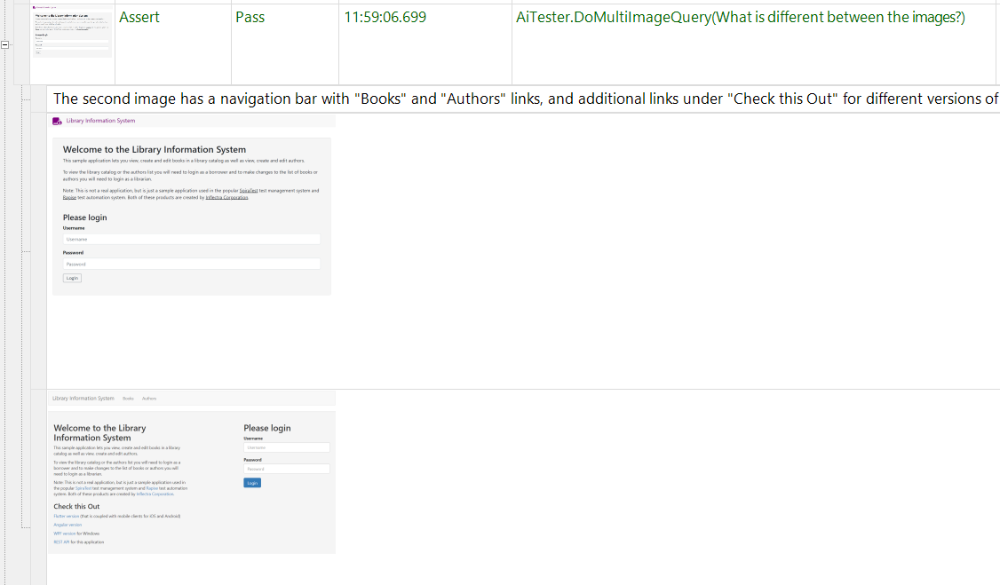 Assert Pass 11:59:06.699 AiTester.DoMultiImageQuery(What is different between the images?)
The second image has a navigation bar with "Books" and "Authors" links, and additional links under "Check this Out" for different versions of
Library Information System
Welcome to the Library Information System
This sample application lets you view, create and edit books in a library catalog as well as view, create and edit authors.
To view the library catalog or the authors list you will need to login as a borrower and to make changes to the list of books or
authors you will need to login as a librarian.
Note: This is not a real application, but is just a sample application used in the popular SpiraTest test management system and
Rapise test automation system. Both of these products are created by Inflectra Corporation.
Please login
Username
Username
Password
Password
Login
Library Information System Books Authors
Welcome to the Library
Information System
This sample application lets you view, create and edit books in a library
catalog as well as view, create and edit authors.
To view the library catalog or the authors list you will need to login as a
borrower and to make changes to the list of books or authors you will
need to login as a librarian.
Note: This is not a real application, but is just a sample application used in
the popular SpiraTest test management system and Rapise test automation
system. Both of these products are created by Inflectra Corporation.
Check this Out
Flutter version (that is coupled with mobile clients for iOS and Android)
Angular version
WPF version for Windows
REST API for this application
Please login
Username
Username
Password
Password
Login